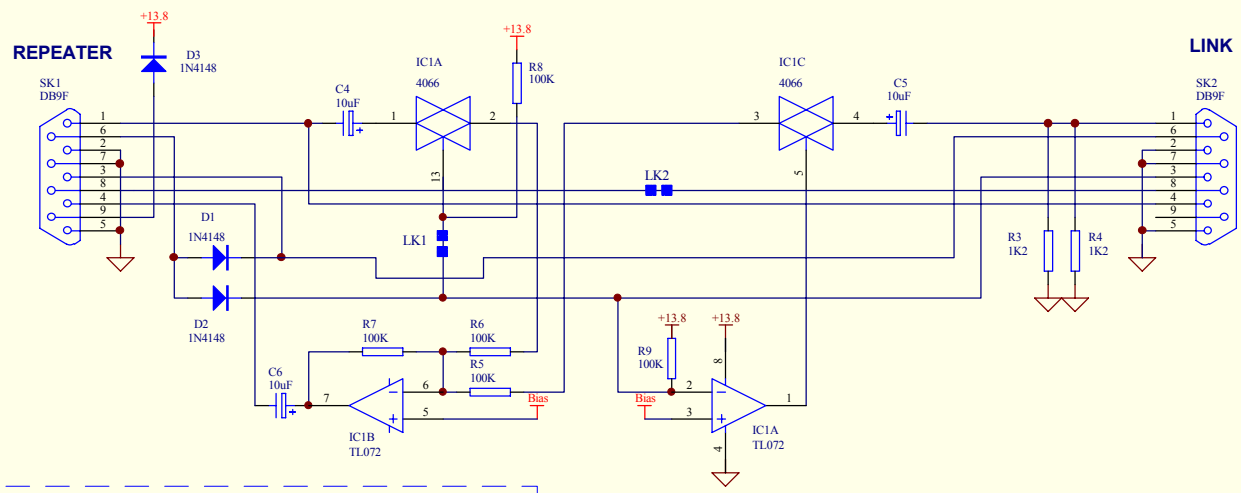 REPEATER
LINK
+13.8
D3
1N4148
SK1
DB9F
1
6
2
7
3
8
4
9
5
C4
10uF
1
IC1A
4066
2
13
+13.8
R8
100K
IC1C
4066
3
4
5
C5
10uF
SK2
DB9F
1
6
2
7
3
8
4
9
5
LK2
LK1
D1
1N4148
D2
1N4148
R3
1K2
R4
1K2
R7
100K
R6
100K
R5
100K
C6
10uF
7
6
5
IC1B
TL072
Bias
+13.8
+13.8
R9
100K
Bias
8
2
3
1
4
IC1A
TL072